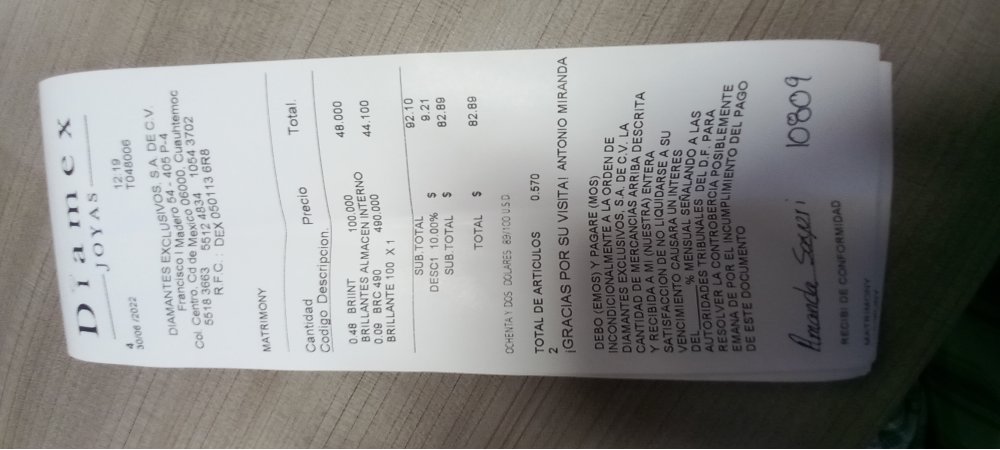 Diamex
JOYAS
4 12:19
30/06/2022 T048006
DIAMANTES EXCLUSIVOS, S.A. DE C.V.
Francisco I Madero 54 - 405 P-4
Col. Centro, Cd de Mexico 06000, Cuauhtemoc
5518 3663 5512 4834 1054 3702
R.F.C.: DEX 050113 6R8
MATRIMONY
Cantidad Precio Total.
Codigo Descripcion.
0.48 BRIINT 100.000 48.000
BRILLANTES ALMACEN INTERNO
0.09 BRC 490 490.000 44.100
BRILLANTE 100 X 1
SUB.TOTAL 92.10
DESC1 10.00% $ 9.21
SUB.TOTAL $ 82.89
TOTAL $ 82.89
OCHENTA Y DOS DOLARES 89/100 U.S.D
TOTAL DE ARTICULOS 0.570
2
¡GRACIAS POR SU VISITA! ANTONIO MIRANDA
DEBO (EMOS) Y PAGARE (MOS)
INCONDICIONALMENTE A LA ORDEN DE
DIAMANTES EXCLUSIVOS, S.A. DE C.V. LA
CANTIDAD DE MERCANCIAS ARRIBA DESCRITA
Y RECIBIDA A MI (NUESTRA) ENTERA
SATISFACCION DE NO LIQUIDARSE A SU
VENCIMIENTO CAUSARA UN INTERES
DEL____% MENSUAL SEÑALANDO A LAS
AUTORIDADES TRIBUNALES DEL D.F. PARA
RESOLVER LA CONTROBERCIA POSIBLEMENTE
EMANA DE POR EL INCUMPLIMIENTO DEL PAGO
DE ESTE DOCUMENTO
Amanda 10809
RECIBI DE CONFORMIDAD
MATRIMONY